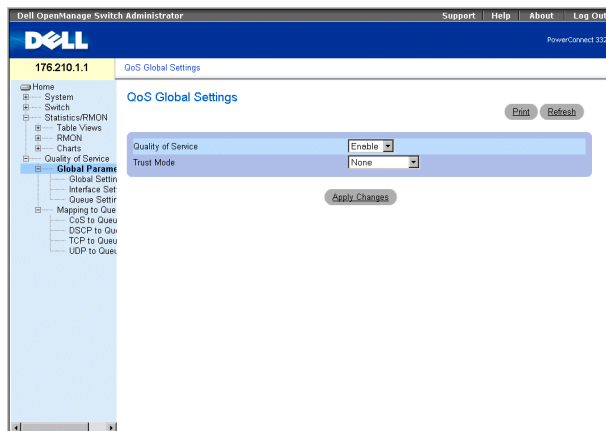 Dell OpenManage Switch Administrator Support Help About Log Out
DELL
PowerConnect 332
176.210.1.1 QoS Global Settings
Home
System
Switch
Statistics/RMON
Table Views
RMON
Charts
Quality of Service
Global Parame
Global Settin
Interface Set
Queue Settin
Mapping to Que
CoS to Queu
DSCP to Qu
TCP to Queu
UDP to Queu
QoS Global Settings
Print Refresh
Quality of Service Enable
Trust Mode None
Apply Changes